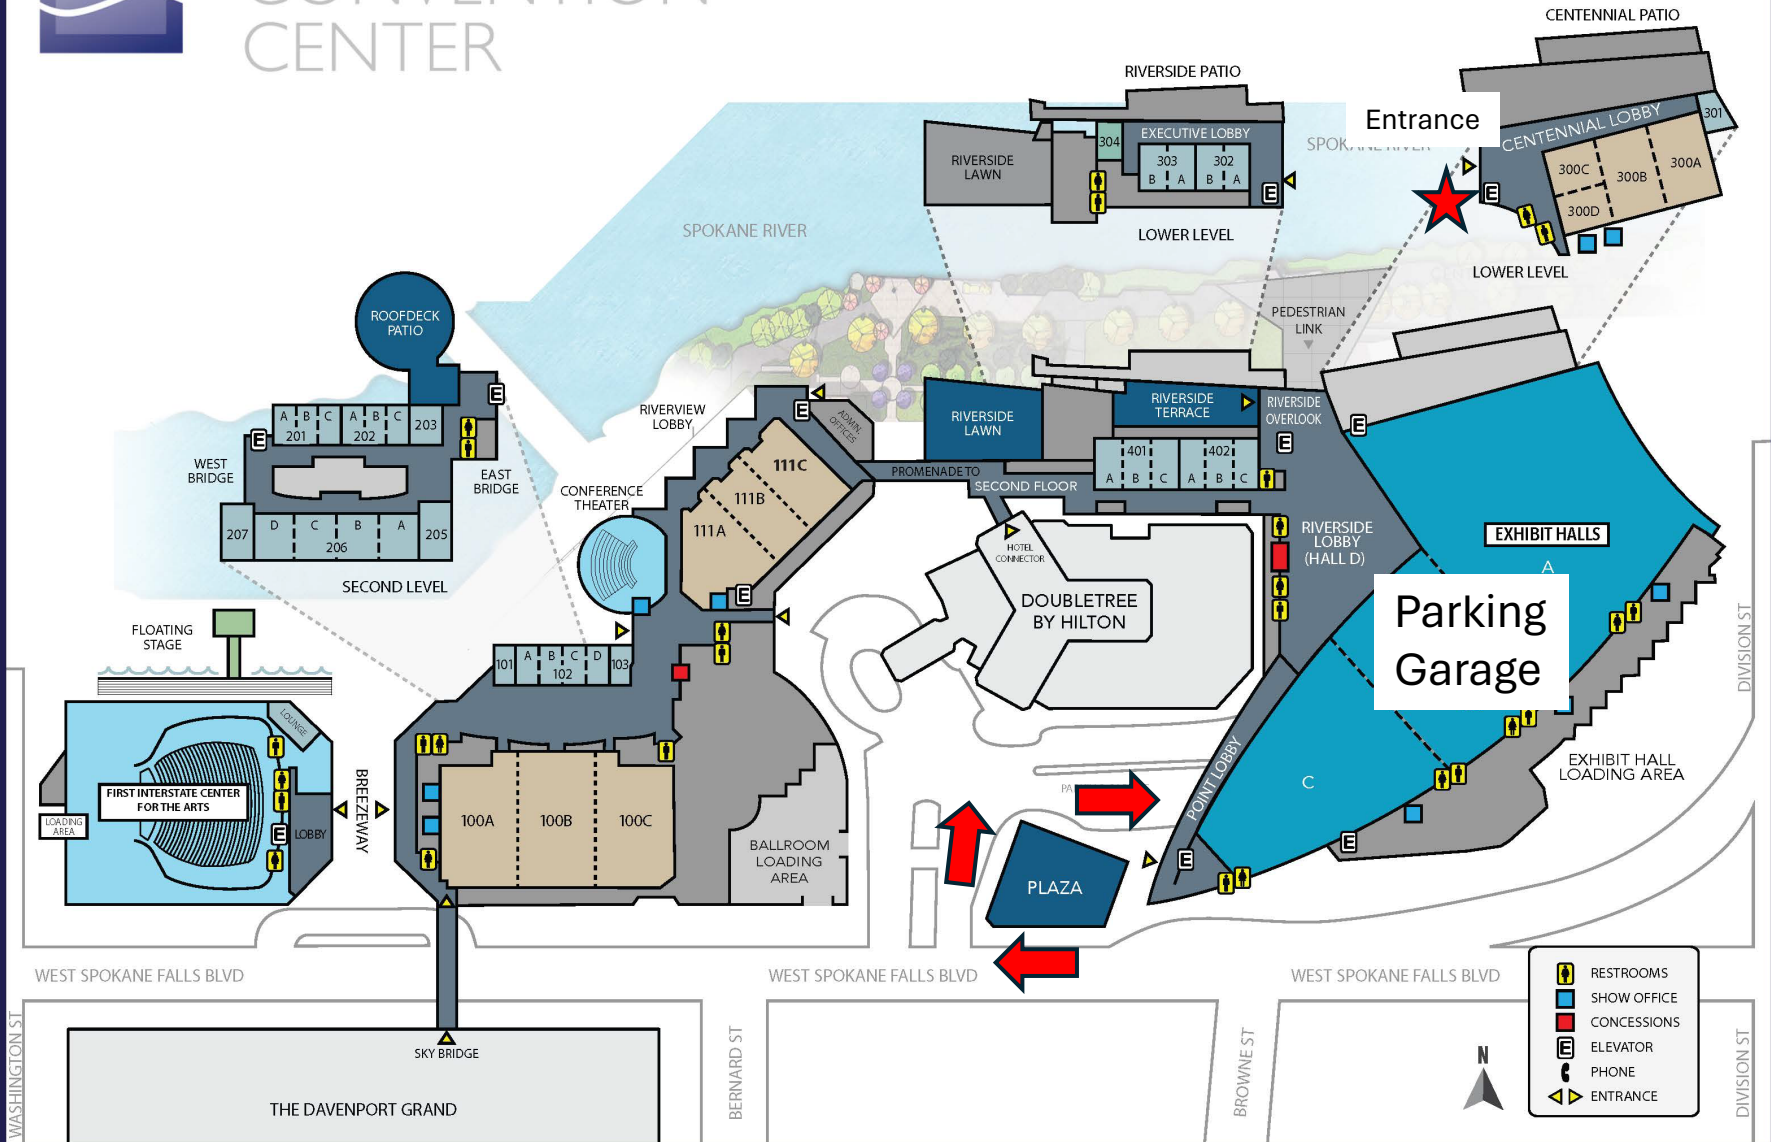 CONVENTION
CENTER
CENTENNIAL PATIO
RIVERSIDE PATIO
Entrance
CENTENNIAL LOBBY
301
300C
300B
300A
300D
LOWER LEVEL
EXECUTIVE LOBBY
304
303
302
B A B A
RIVERSIDE
LAWN
E
E
LOWER LEVEL
SPOKANE RIVER
SPOKANE RIVER
PEDESTRIAN
LINK
ROOFDECK
PATIO
E
A B C A B C
201
202
203
E
WEST
BRIDGE
EAST
BRIDGE
207
D C B A
206
205
SECOND LEVEL
RIVERVIEW
LOBBY
E
ADMIN.
OFFICES
CONFERENCE
THEATER
111C
111B
111A
E
PROMENADE TO
SECOND FLOOR
RIVERSIDE
LAWN
RIVERSIDE
TERRACE
RIVERSIDE
OVERLOOK
E
E
401
402
A B C A B C
HOTEL
CONNECTOR
DOUBLETREE
BY HILTON
RIVERSIDE
LOBBY
(HALL D)
EXHIBIT HALLS
A
Parking
Garage
C
POINT LOBBY
E
E
EXHIBIT HALL
LOADING AREA
DIVISION ST
FLOATING
STAGE
101
A B C D
102
103
LOUNGE
FIRST INTERSTATE CENTER
FOR THE ARTS
LOADING
AREA
E
LOBBY
BREEZEWAY
100A
100B
100C
BALLROOM
LOADING
AREA
PA
PLAZA
WEST SPOKANE FALLS BLVD
WEST SPOKANE FALLS BLVD
WEST SPOKANE FALLS BLVD
WASHINGTON ST
SKY BRIDGE
THE DAVENPORT GRAND
BERNARD ST
BROWNE ST
N
DIVISION ST
RESTROOMS
SHOW OFFICE
CONCESSIONS
E
ELEVATOR
PHONE
ENTRANCE